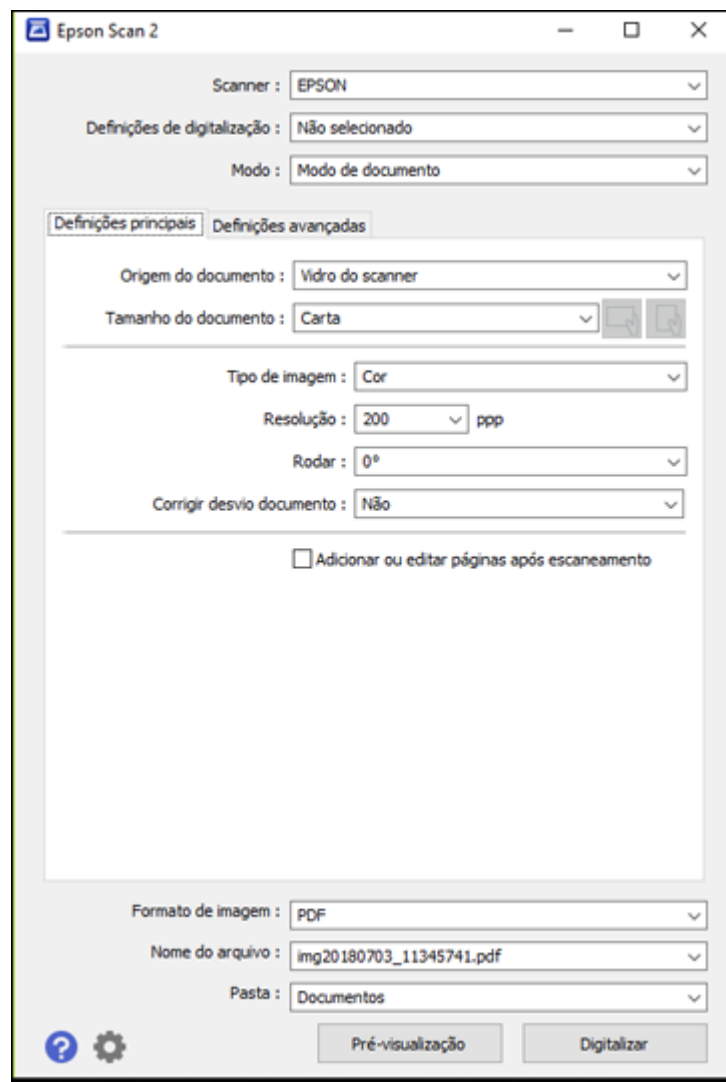 Epson Scan 2
Scanner : EPSON
Definições de digitalização : Não selecionado
Modo : Modo de documento
Definições principais Definições avançadas
Origem do documento : Vidro do scanner
Tamanho do documento : Carta
Tipo de imagem : Cor
Resolução : 200 ppp
Rodar : 0°
Corrigir desvio documento : Não
Adicionar ou editar páginas após escaneamento
Formato de imagem : PDF
Nome do arquivo : img20180703_11345741.pdf
Pasta : Documentos
? Pré-visualização Digitalizar